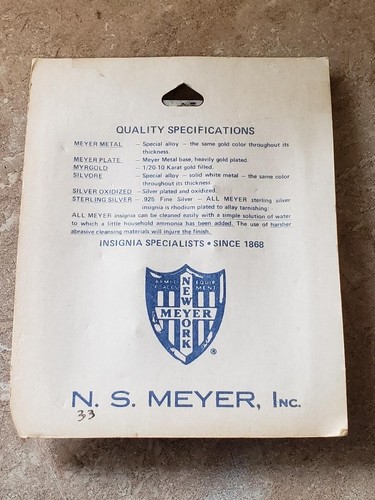 QUALITY SPECIFICATIONS
MEYER METAL – Special alloy – the same gold color throughout its
thickness.
MEYER PLATE – Meyer Metal base, heavily gold plated.
MYRGOLD – 1/20-10 Karat gold filled.
SILVORE – Special alloy – solid white metal – the same color
throughout its thickness.
SILVER OXIDIZED – Silver plated and oxidized.
STERLING SILVER – .925 Fine Silver – ALL MEYER sterling silver
insignia is rhodium plated to allay tarnishing.
ALL MEYER insignia can be cleaned easily with a simple solution of water
to which a little household ammonia has been added. The use of harsher
abrasive cleansing materials will injure the finish.
INSIGNIA SPECIALISTS • SINCE 1868
ARMED FORCES EQUIPMENT
NEW YORK
MEYER
®
N. S. MEYER, INC.
33